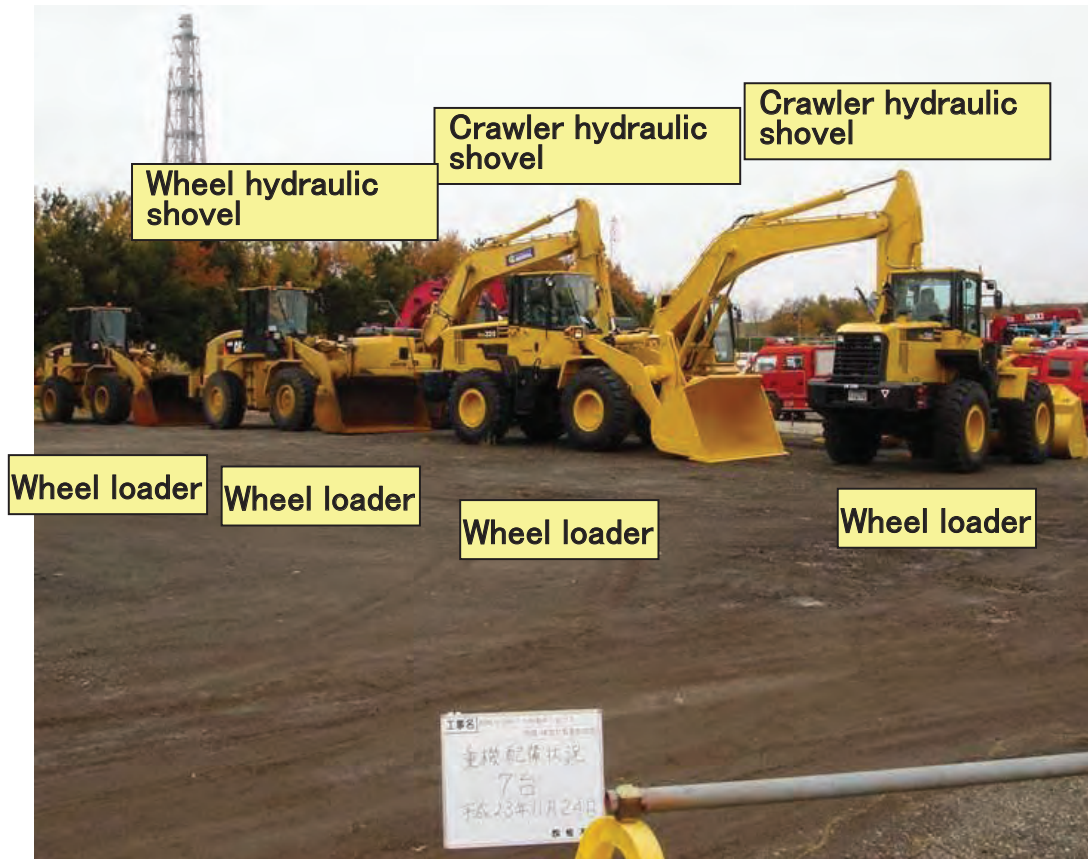 Crawler hydraulic
shovel
Crawler hydraulic
shovel
Wheel hydraulic
shovel
Wheel loader
Wheel loader
Wheel loader
Wheel loader
工事名
重機配備状況
7台
平成23年11月24日